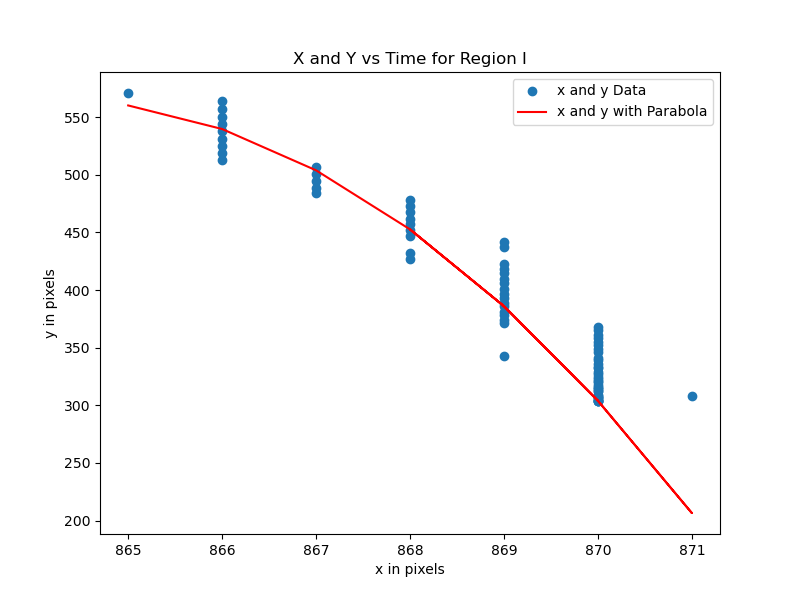 X and Y vs Time for Region I
x and y Data
x and y with Parabola
y in pixels
550
500
450
400
350
300
250
200
865 866 867 868 869 870 871
x in pixels